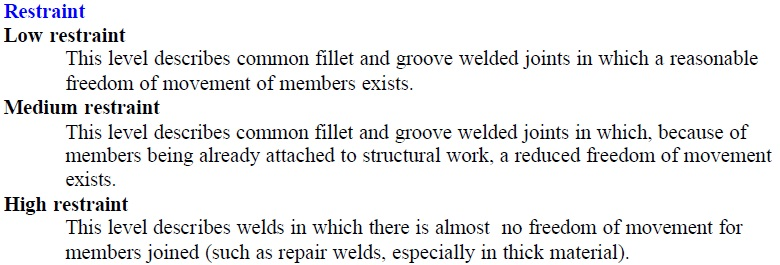 Restraint
Low restraint
This level describes common fillet and groove welded joints in which a reasonable
freedom of movement of members exists.
Medium restraint
This level describes common fillet and groove welded joints in which, because of
members being already attached to structural work, a reduced freedom of movement
exists.
High restraint
This level describes welds in which there is almost  no freedom of movement for
members joined (such as repair welds, especially in thick material).